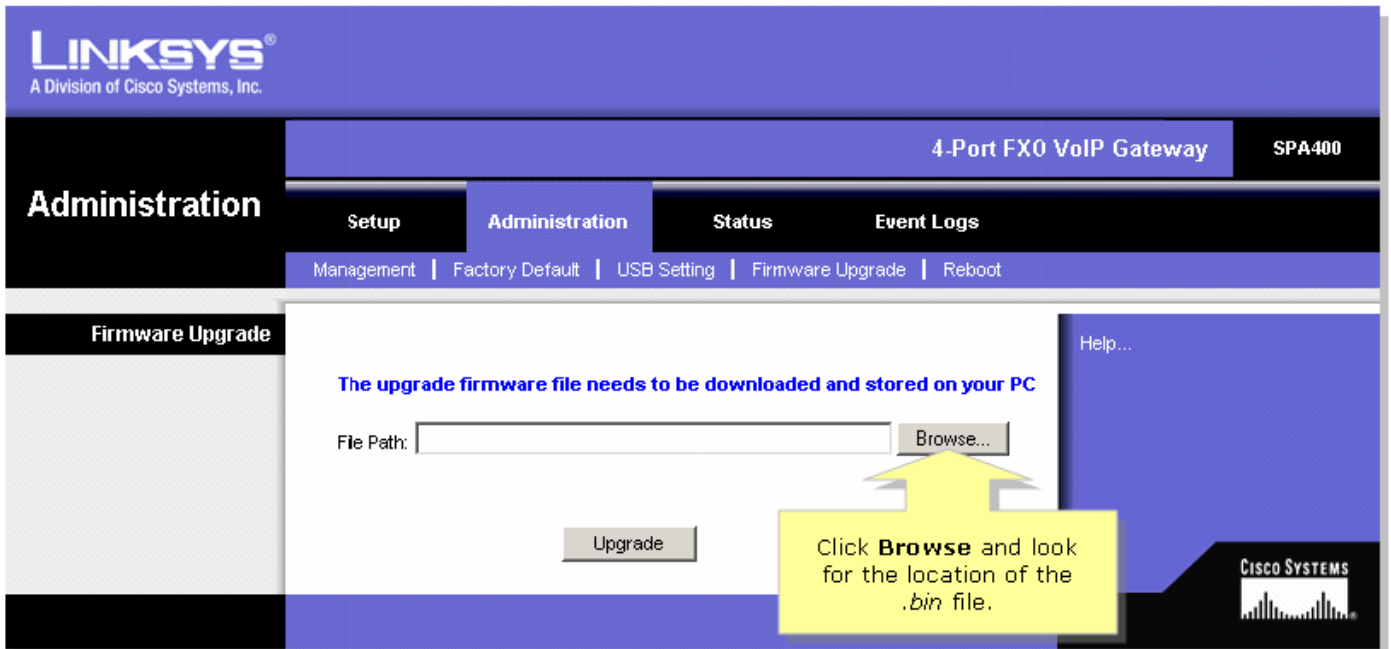 LINKSYS®
A Division of Cisco Systems, Inc.
4-Port FXO VoIP Gateway SPA400
Administration
Setup Administration Status Event Logs
Management | Factory Default | USB Setting | Firmware Upgrade | Reboot
Firmware Upgrade
Help...
The upgrade firmware file needs to be downloaded and stored on your PC
File Path: Browse...
Upgrade
Click Browse and look
for the location of the
.bin file.
CISCO SYSTEMS